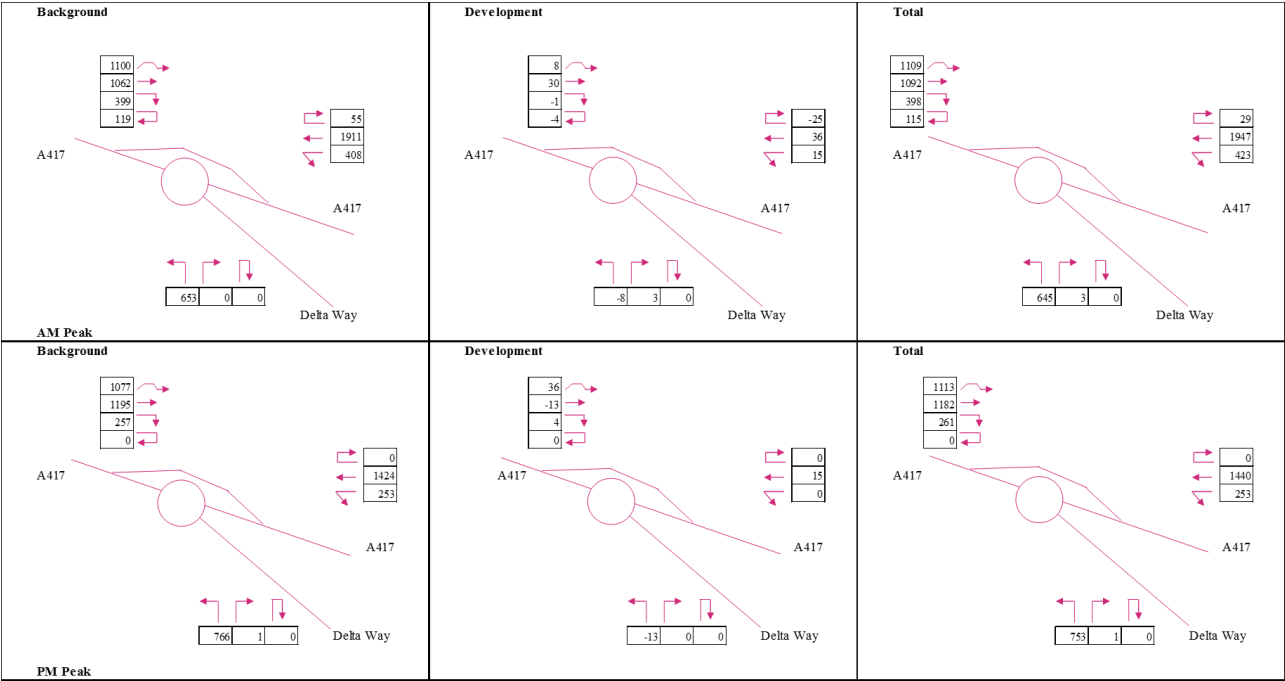 Background
1100
1062
399
119
55
1911
408
A417
A417
653 0 0
Delta Way
AM Peak
Development
8
30
-1
-4
-25
36
15
A417
A417
-8 3 0
Delta Way
Total
1109
1092
398
115
29
1947
423
A417
A417
645 3 0
Delta Way
Background
1077
1195
257
0
0
1424
253
A417
A417
766 1 0
Delta Way
PM Peak
Development
36
-13
4
0
0
15
0
A417
A417
-13 0 0
Delta Way
Total
1113
1182
261
0
0
1440
253
A417
A417
753 1 0
Delta Way